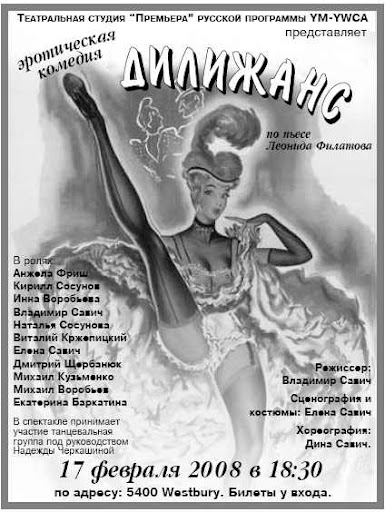 Театральная студия "Премьера" русской программы YM-YWCA
представляет
эротическая
комедия
ДИЛИЖАНС
по пьесе
Леонида Филатова
В ролях:
Анжела Фриш
Кирилл Сосунов
Инна Воробьева
Владимир Савич
Наталья Сосунова
Виталий Кржепицкий
Елена Савич
Дмитрий Щербанюк
Михаил Кузьменко
Михаил Воробьев
Екатерина Баркатина
В спектакле принимает
участие танцевальная
группа под руководством
Надежды Черкашиной
Режиссер:
Владимир Савич
Сценография и
костюмы: Елена Савич
Хореография:
Дина Савич.
17 февраля 2008 в 18:30
по адресу: 5400 Westbury. Билеты у входа.